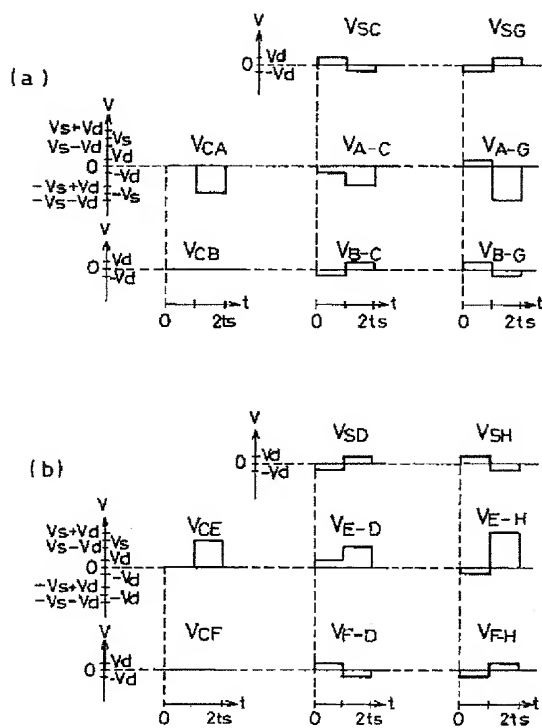 VSC VSG
V
Vd
0
-Vd
(a)
V
Vs+Vd
Vs
Vs-Vd
Vd
VCA VA-C VA-G
0
-Vd
-Vs+Vd
-Vs
-Vs-Vd
VCB VB-C VB-G
V
Vd
0
-Vd
t t t
0 2ts 0 2ts 0 2ts
V
VSD VSH
Vd
0
-Vd
(b)
V
Vs+Vd
Vs
Vs-Vd
Vd
VCE VE-D VE-H
0
-Vd
-Vs+Vd
-Vd
-Vs-Vd
VCF VF-D VF-H
V
Vd
0
-Vd
t t t
0 2ts 0 2ts 0 2ts